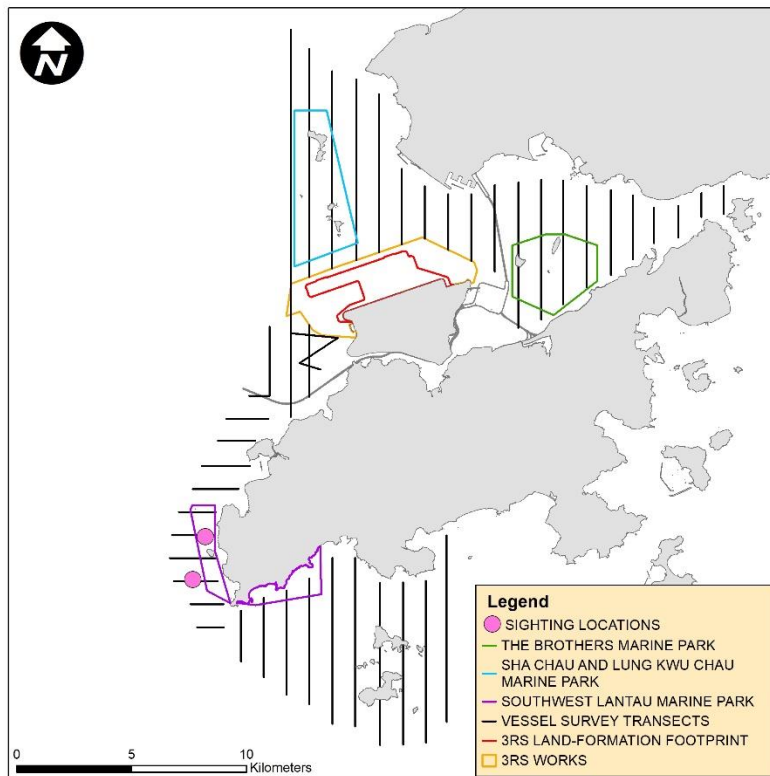 N
Legend
SIGHTING LOCATIONS
THE BROTHERS MARINE PARK
SHA CHAU AND LUNG KWU CHAU
MARINE PARK
SOUTHWEST LANTAU MARINE PARK
VESSEL SURVEY TRANSECTS
3RS LAND-FORMATION FOOTPRINT
3RS WORKS
0 5 10
Kilometers